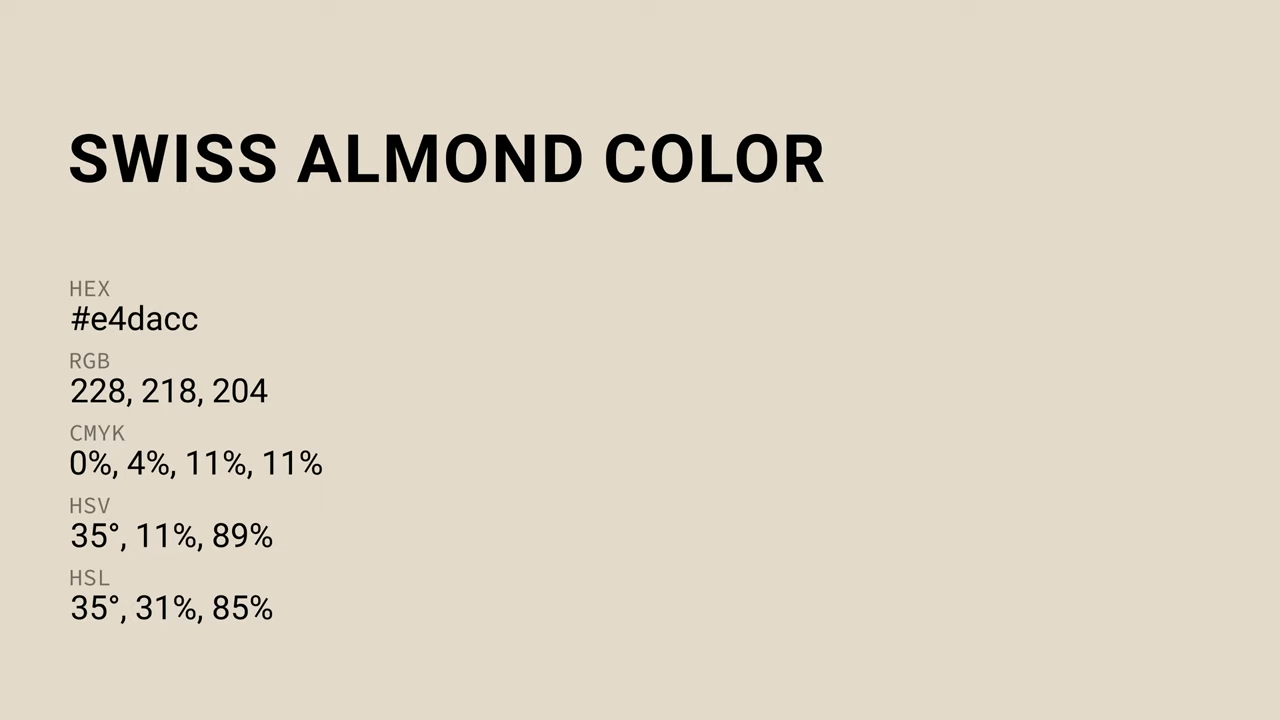 SWISS ALMOND COLOR
HEX
#e4dacc
RGB
228, 218, 204
CMYK
0%, 4%, 11%, 11%
HSV
35°, 11%, 89%
HSL
35°, 31%, 85%